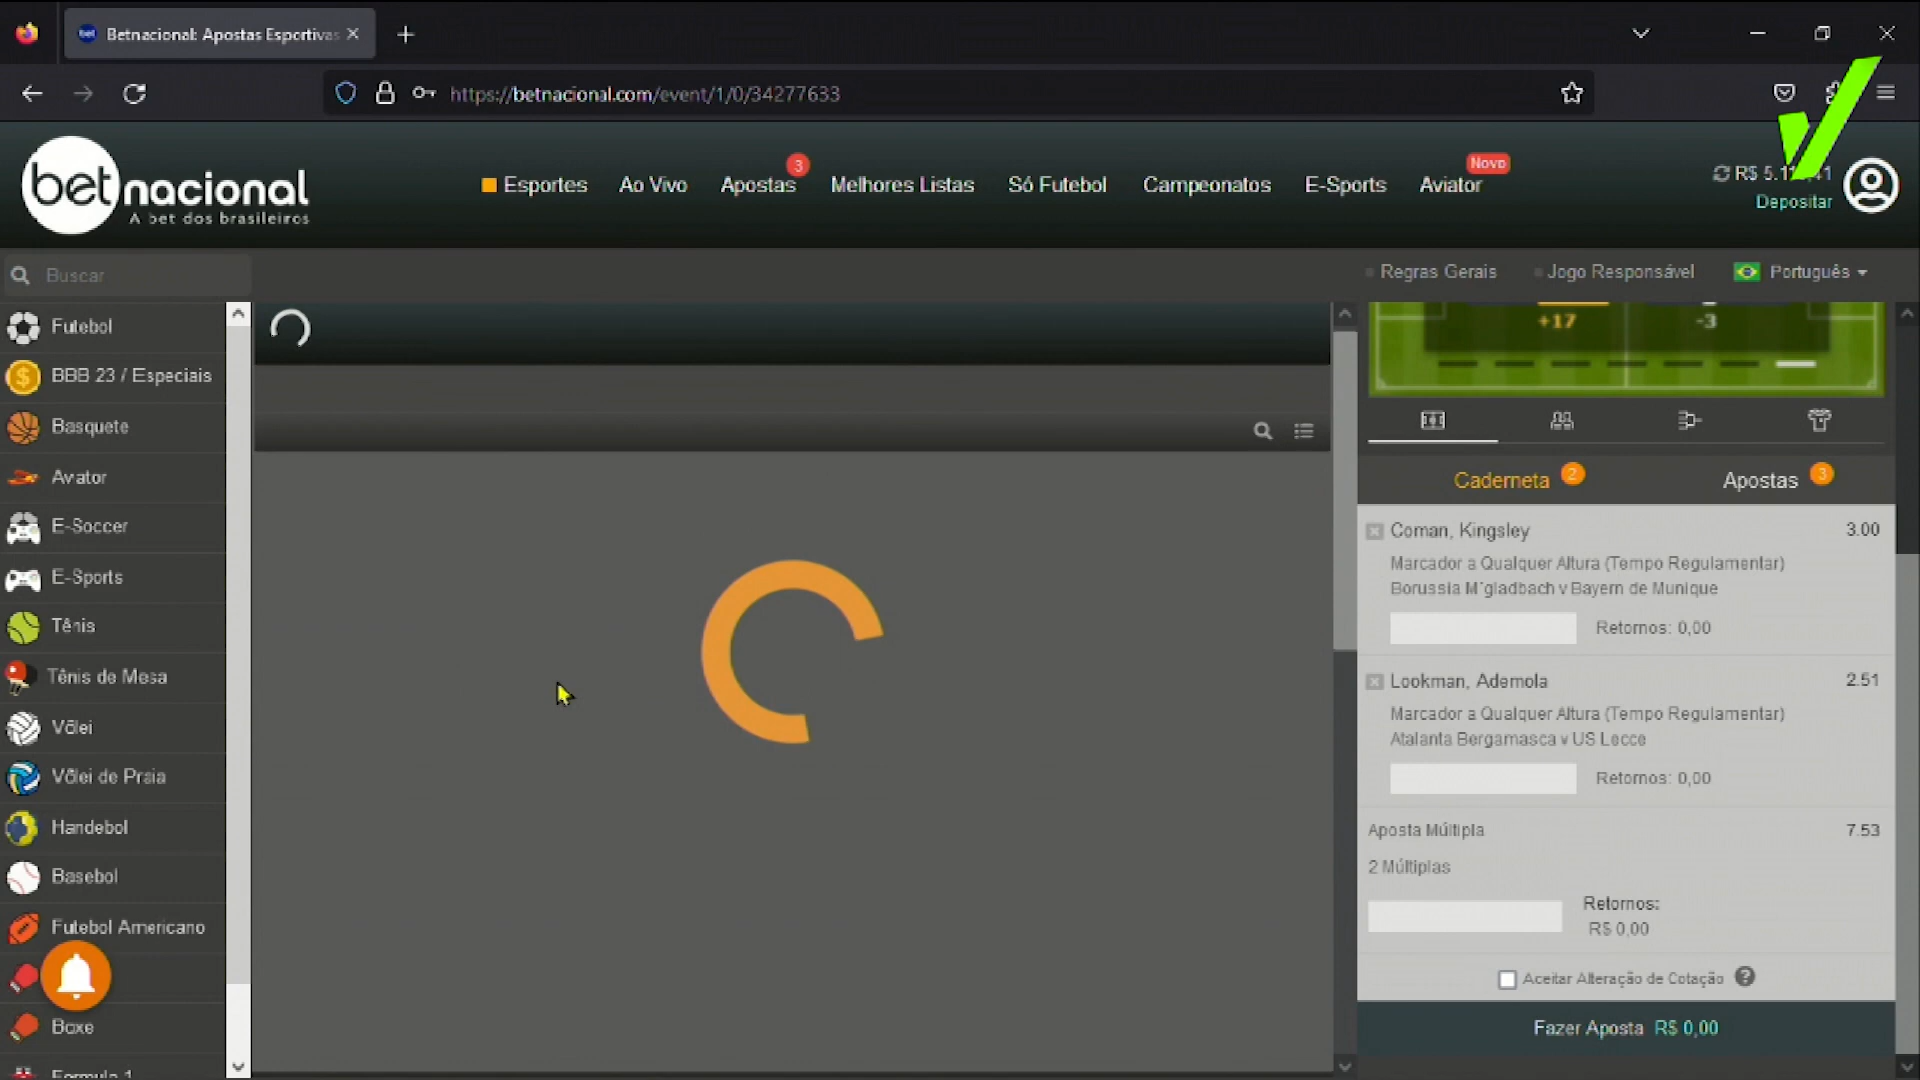 Betnacional: Apostas Esportivas
https://betnacional.com/event/1/0/34277633
betnacional
A bet dos brasileiros
Esportes
Ao Vivo
Apostas
3
Melhores Listas
Só Futebol
Campeonatos
E-Sports
Aviator
Novo
R$
Depositar
Buscar
Regras Gerais
Jogo Responsável
Português
Futebol
BBB 23 / Especiais
Basquete
Avator
E-Soccer
E-Sports
Tênis
Tênis de Mesa
Vôlei
Vôlei de Praia
Handebol
Basebol
Futebol Americano
Boxe
Formula 1
+17
-3
Caderneta 2
Apostas 3
Coman, Kingsley 3.00
Marcador a Qualquer Altura (Tempo Regulamentar)
Borussia M'gladbach v Bayern de Munique
Retornos: 0,00
Lookman, Ademola 2.51
Marcador a Qualquer Altura (Tempo Regulamentar)
Atalanta Bergamasca v US Lecce
Retornos: 0,00
Aposta Múltipla 7.53
2 Múltiplas
Retornos:
R$ 0,00
Aceitar Alteração de Cotação ?
Fazer Aposta R$ 0,00